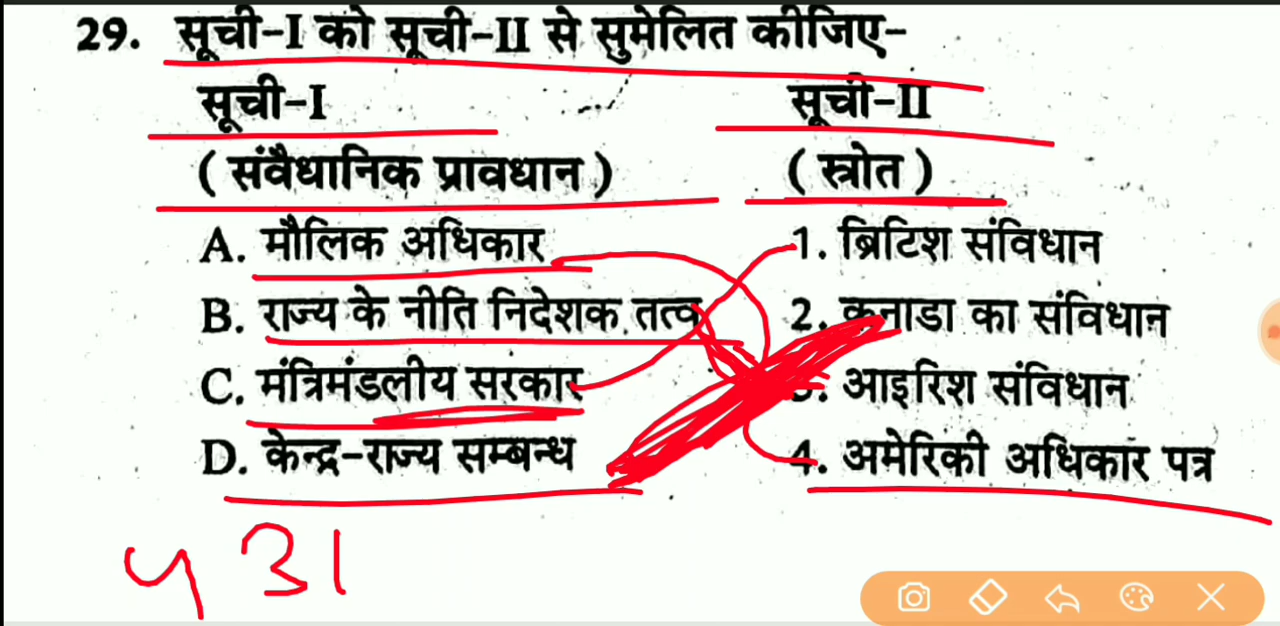 29. सूची-I को सूची-II से सुमेलित कीजिए-
सूची-I सूची-II
( संवैधानिक प्रावधान ) ( स्त्रोत )
A. मौलिक अधिकार 1. ब्रिटिश संविधान
B. राज्य के नीति निदेशक तत्व 2. कनाडा का संविधान
C. मंत्रिमंडलीय सरकार 3. आइरिश संविधान
D. केन्द्र-राज्य सम्बन्ध 4. अमेरिकी अधिकार पत्र
4 3 1